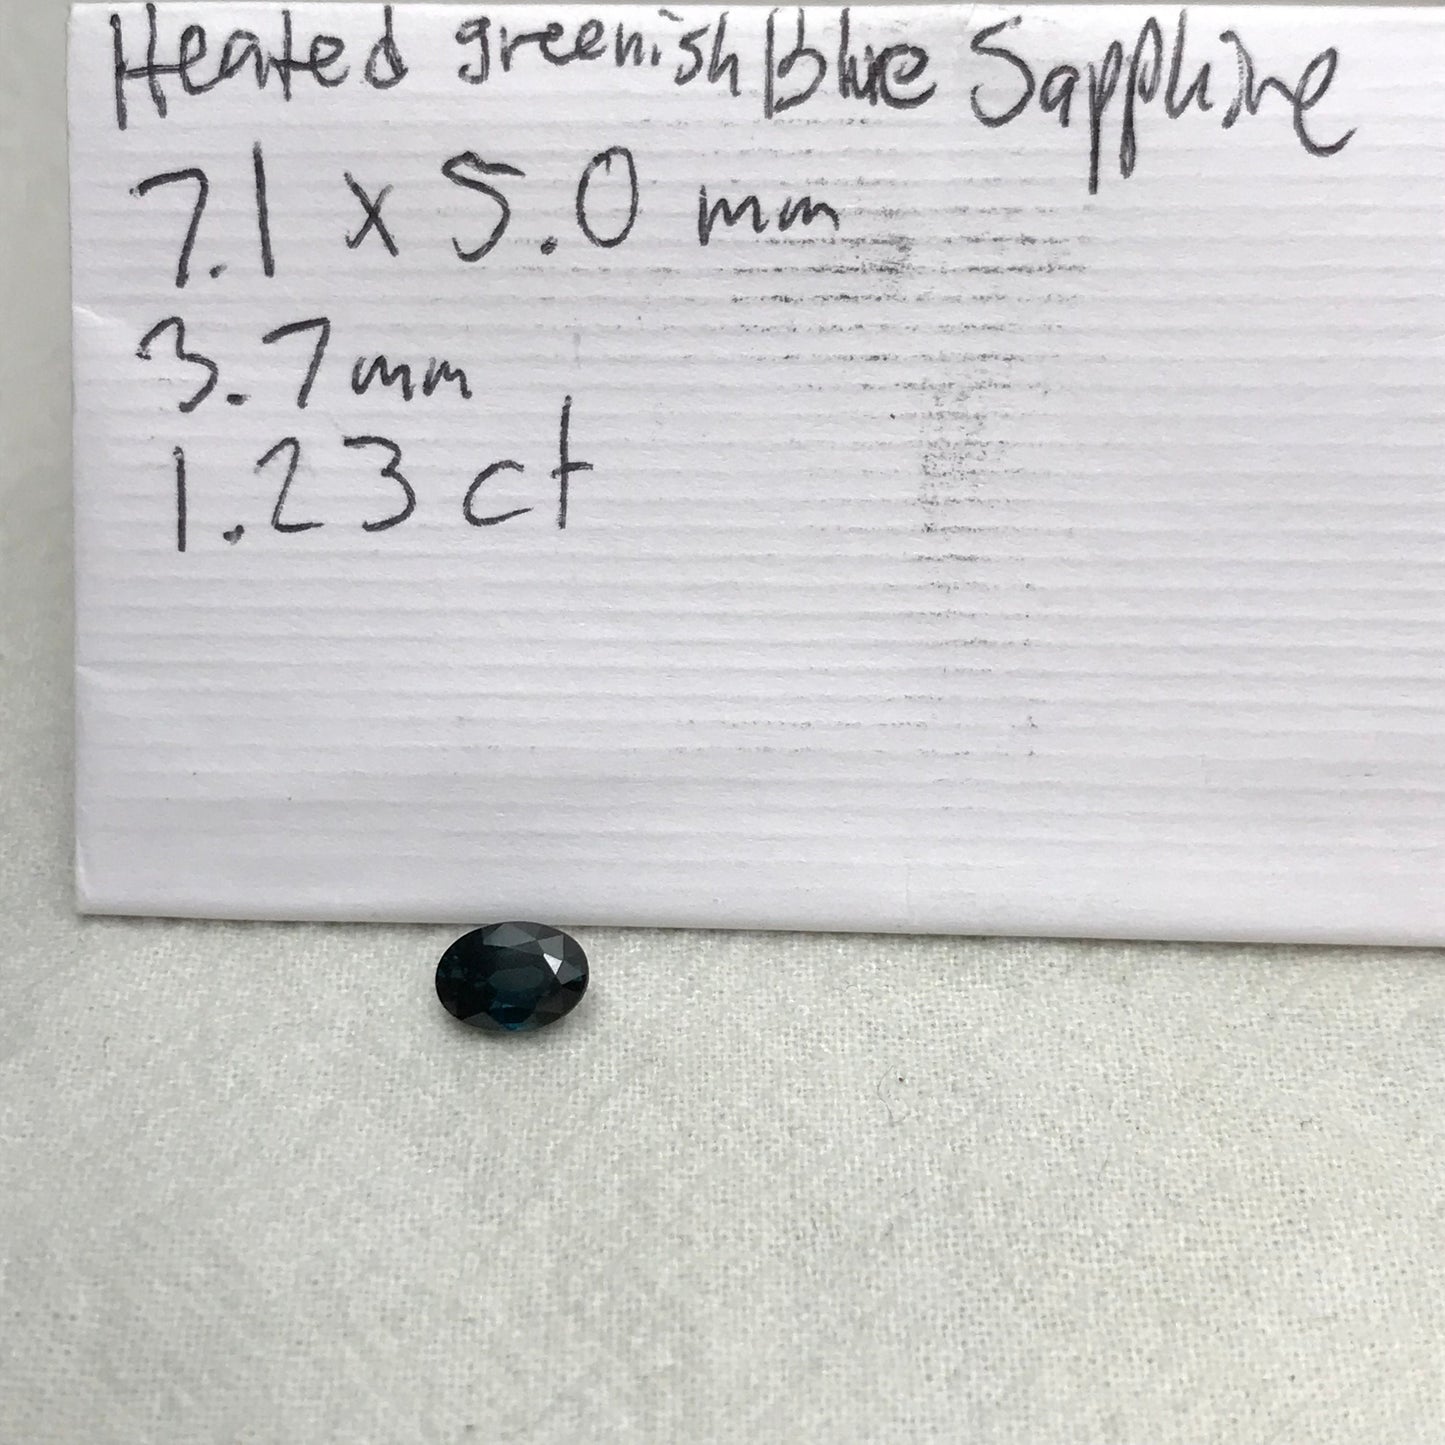 Heated greenish Blue Sapphire
7.1 x 5.0 mm
3.7mm
1.23 ct